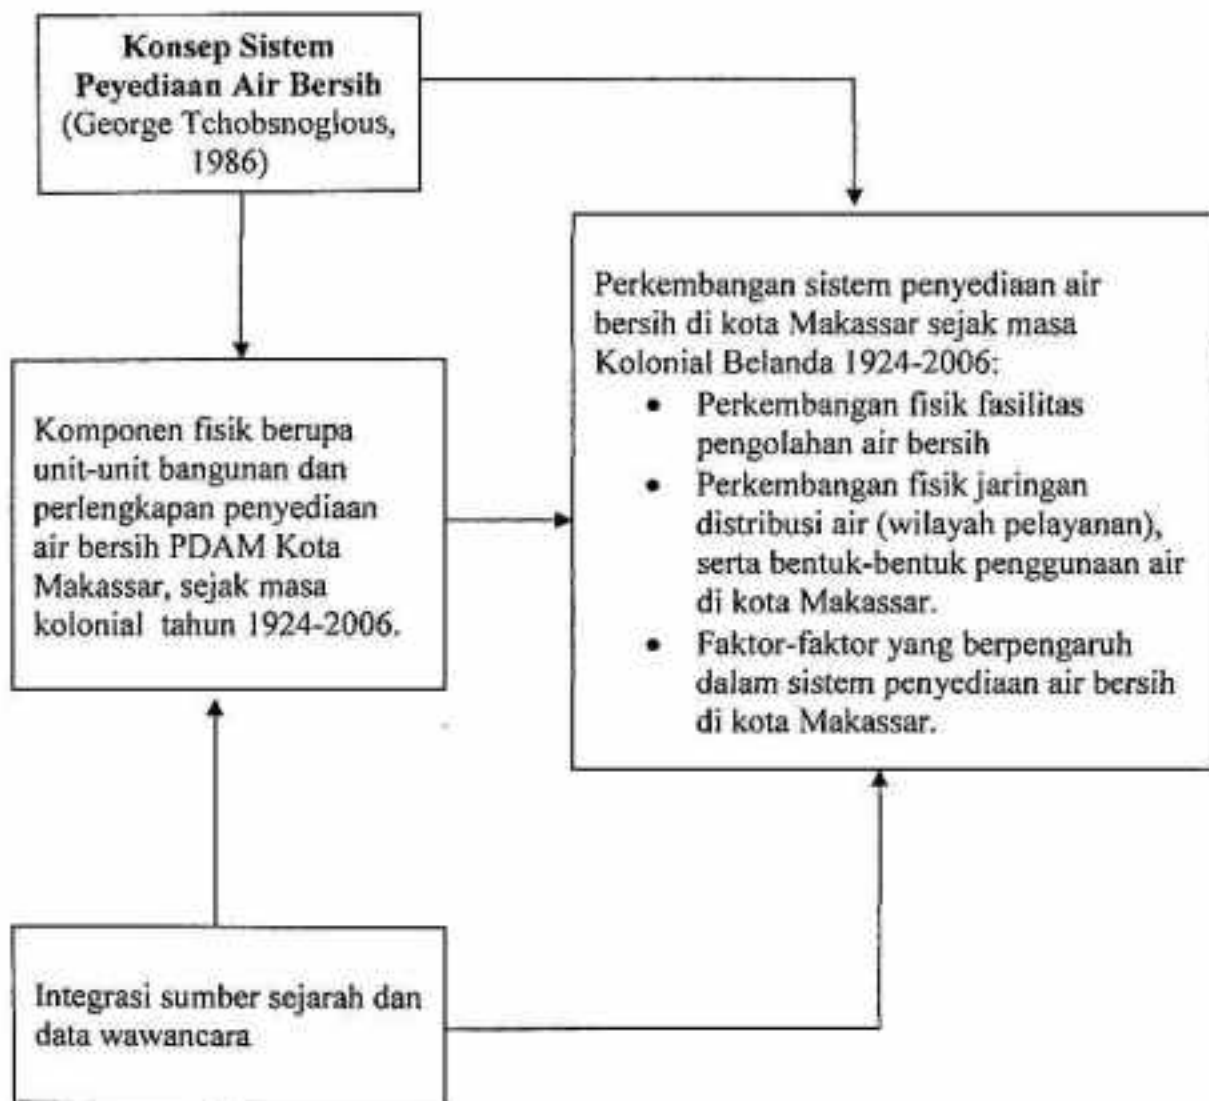 Konsep Sistem
Peyediaan Air Bersih
(George Tchobsnoglous,
1986)
Perkembangan sistem penyediaan air
bersih di kota Makassar sejak masa
Kolonial Belanda 1924-2006:
• Perkembangan fisik fasilitas
pengolahan air bersih
• Perkembangan fisik jaringan
distribusi air (wilayah pelayanan),
serta bentuk-bentuk penggunaan air
di kota Makassar.
• Faktor-faktor yang berpengaruh
dalam sistem penyediaan air bersih
di kota Makassar.
Komponen fisik berupa
unit-unit bangunan dan
perlengkapan penyediaan
air bersih PDAM Kota
Makassar, sejak masa
kolonial tahun 1924-2006.
Integrasi sumber sejarah dan
data wawancara